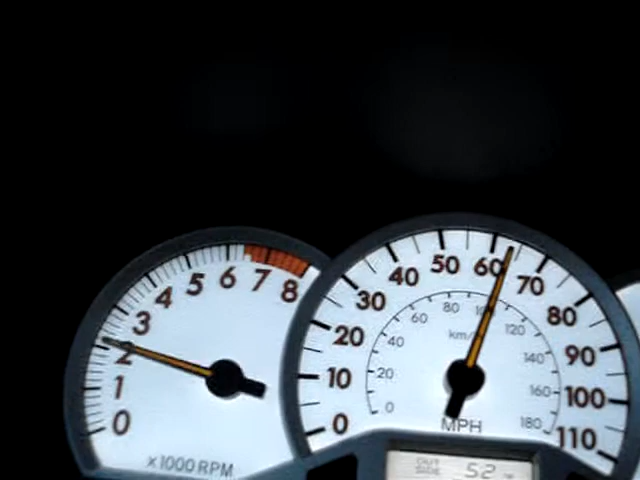 0 1 2 3 4 5 6 7 8
x1000 RPM
0 10 20 30 40 50 60 70 80 90 100 110
0 20 40 60 80 100 120 140 160 180
km/h
MPH
OUT SIDE 52